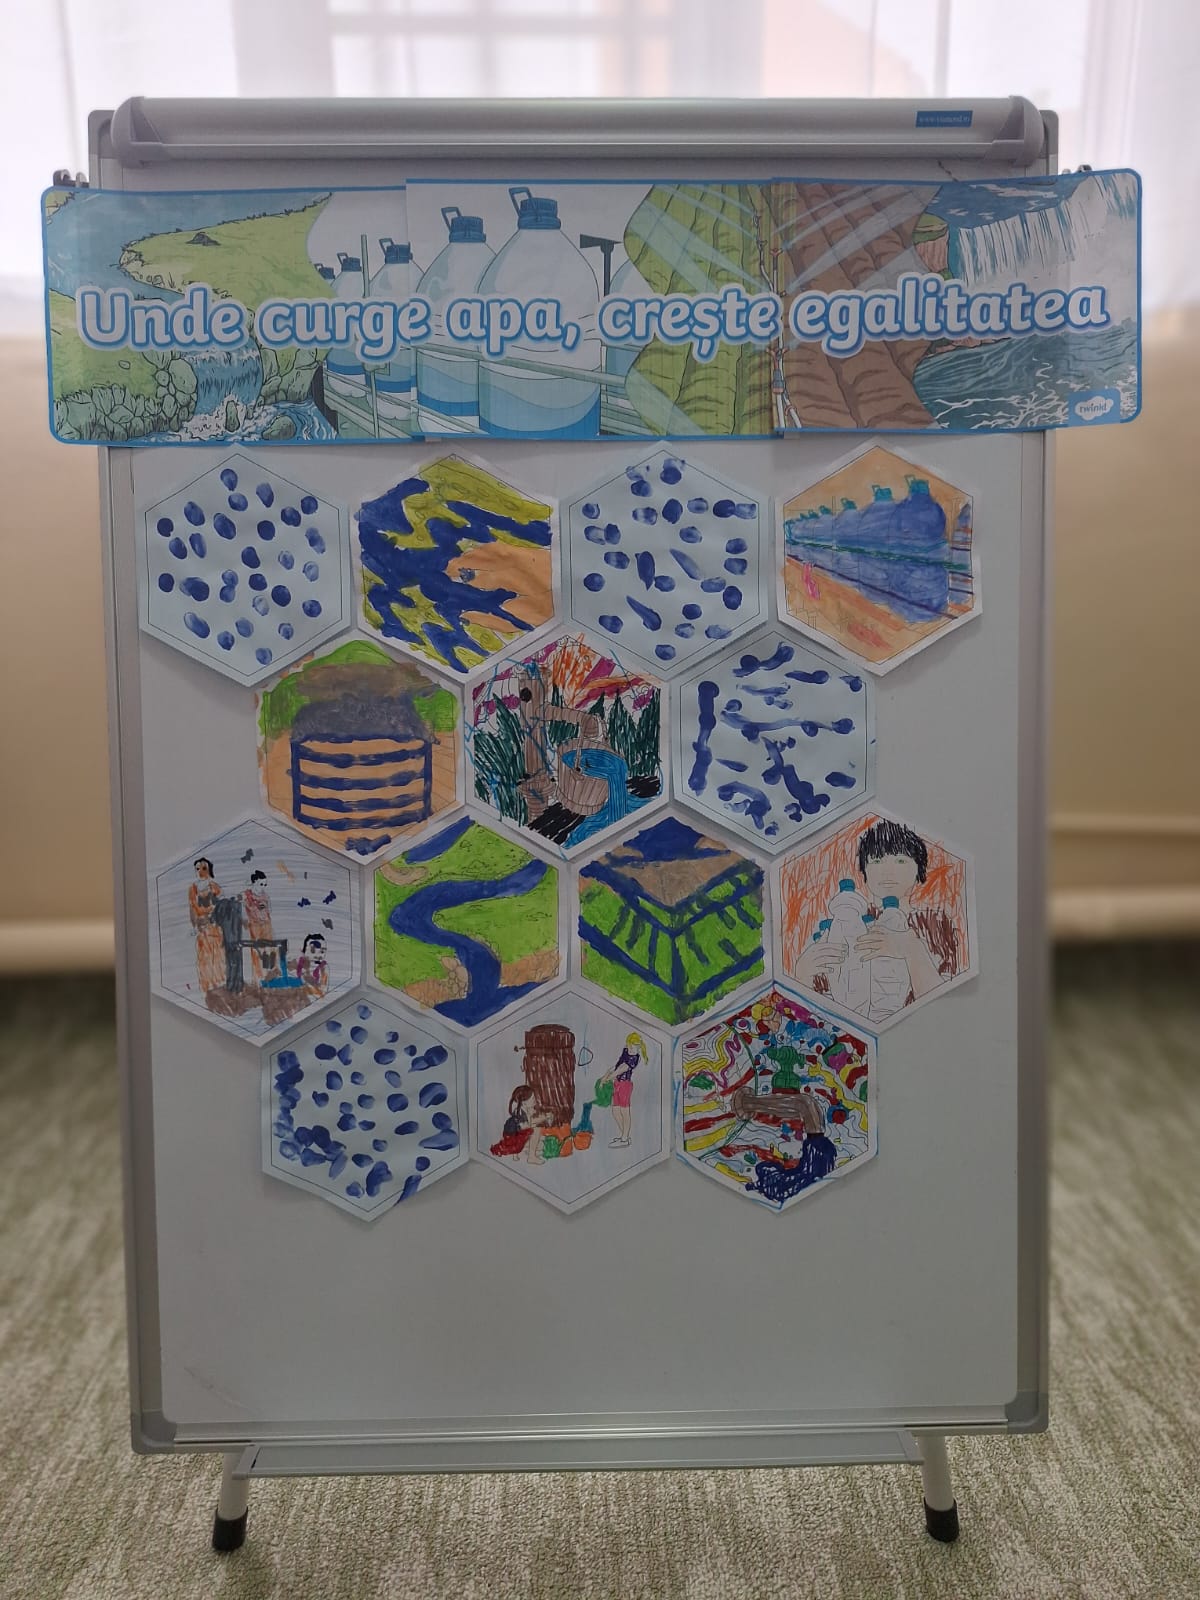 Unde curge apa, crește egalitatea
twinkl